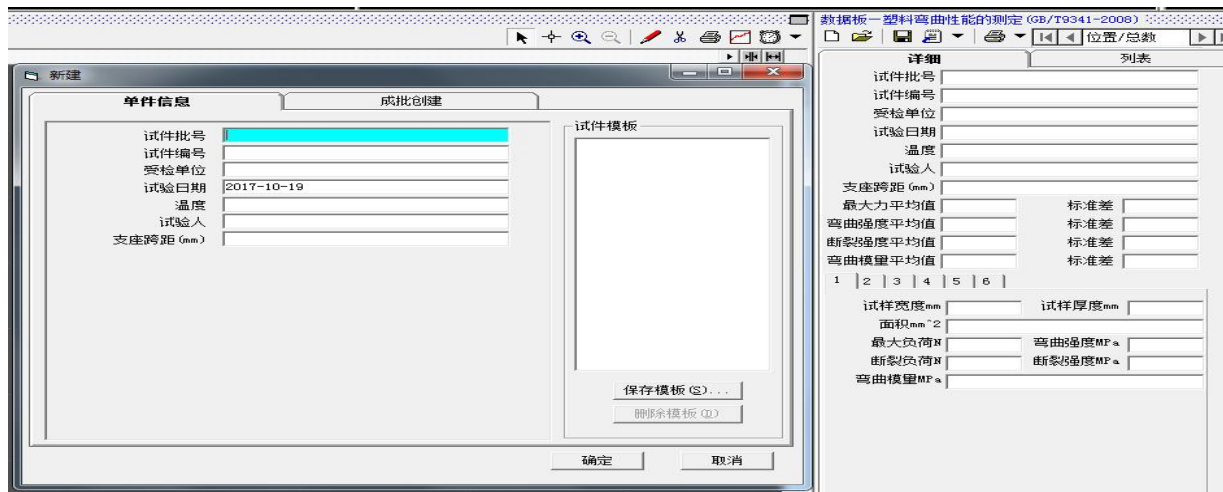 数据板—塑料弯曲性能的测定(GB/T9341-2008)
位置/总数
新建
单件信息 成批创建
试件批号
试件编号
受检单位
试验日期 2017-10-19
温度
试验人
支座跨距(mm)
试件模板
保存模板(S)...
删除模板(D)
确定 取消
详细 列表
试件批号
试件编号
受检单位
试验日期
温度
试验人
支座跨距(mm)
最大力平均值 标准差
弯曲强度平均值 标准差
断裂强度平均值 标准差
弯曲模量平均值 标准差
1 2 3 4 5 6
试样宽度mm 试样厚度mm
面积mm^2
最大负荷N 弯曲强度MPa
断裂负荷N 断裂强度MPa
弯曲模量MPa